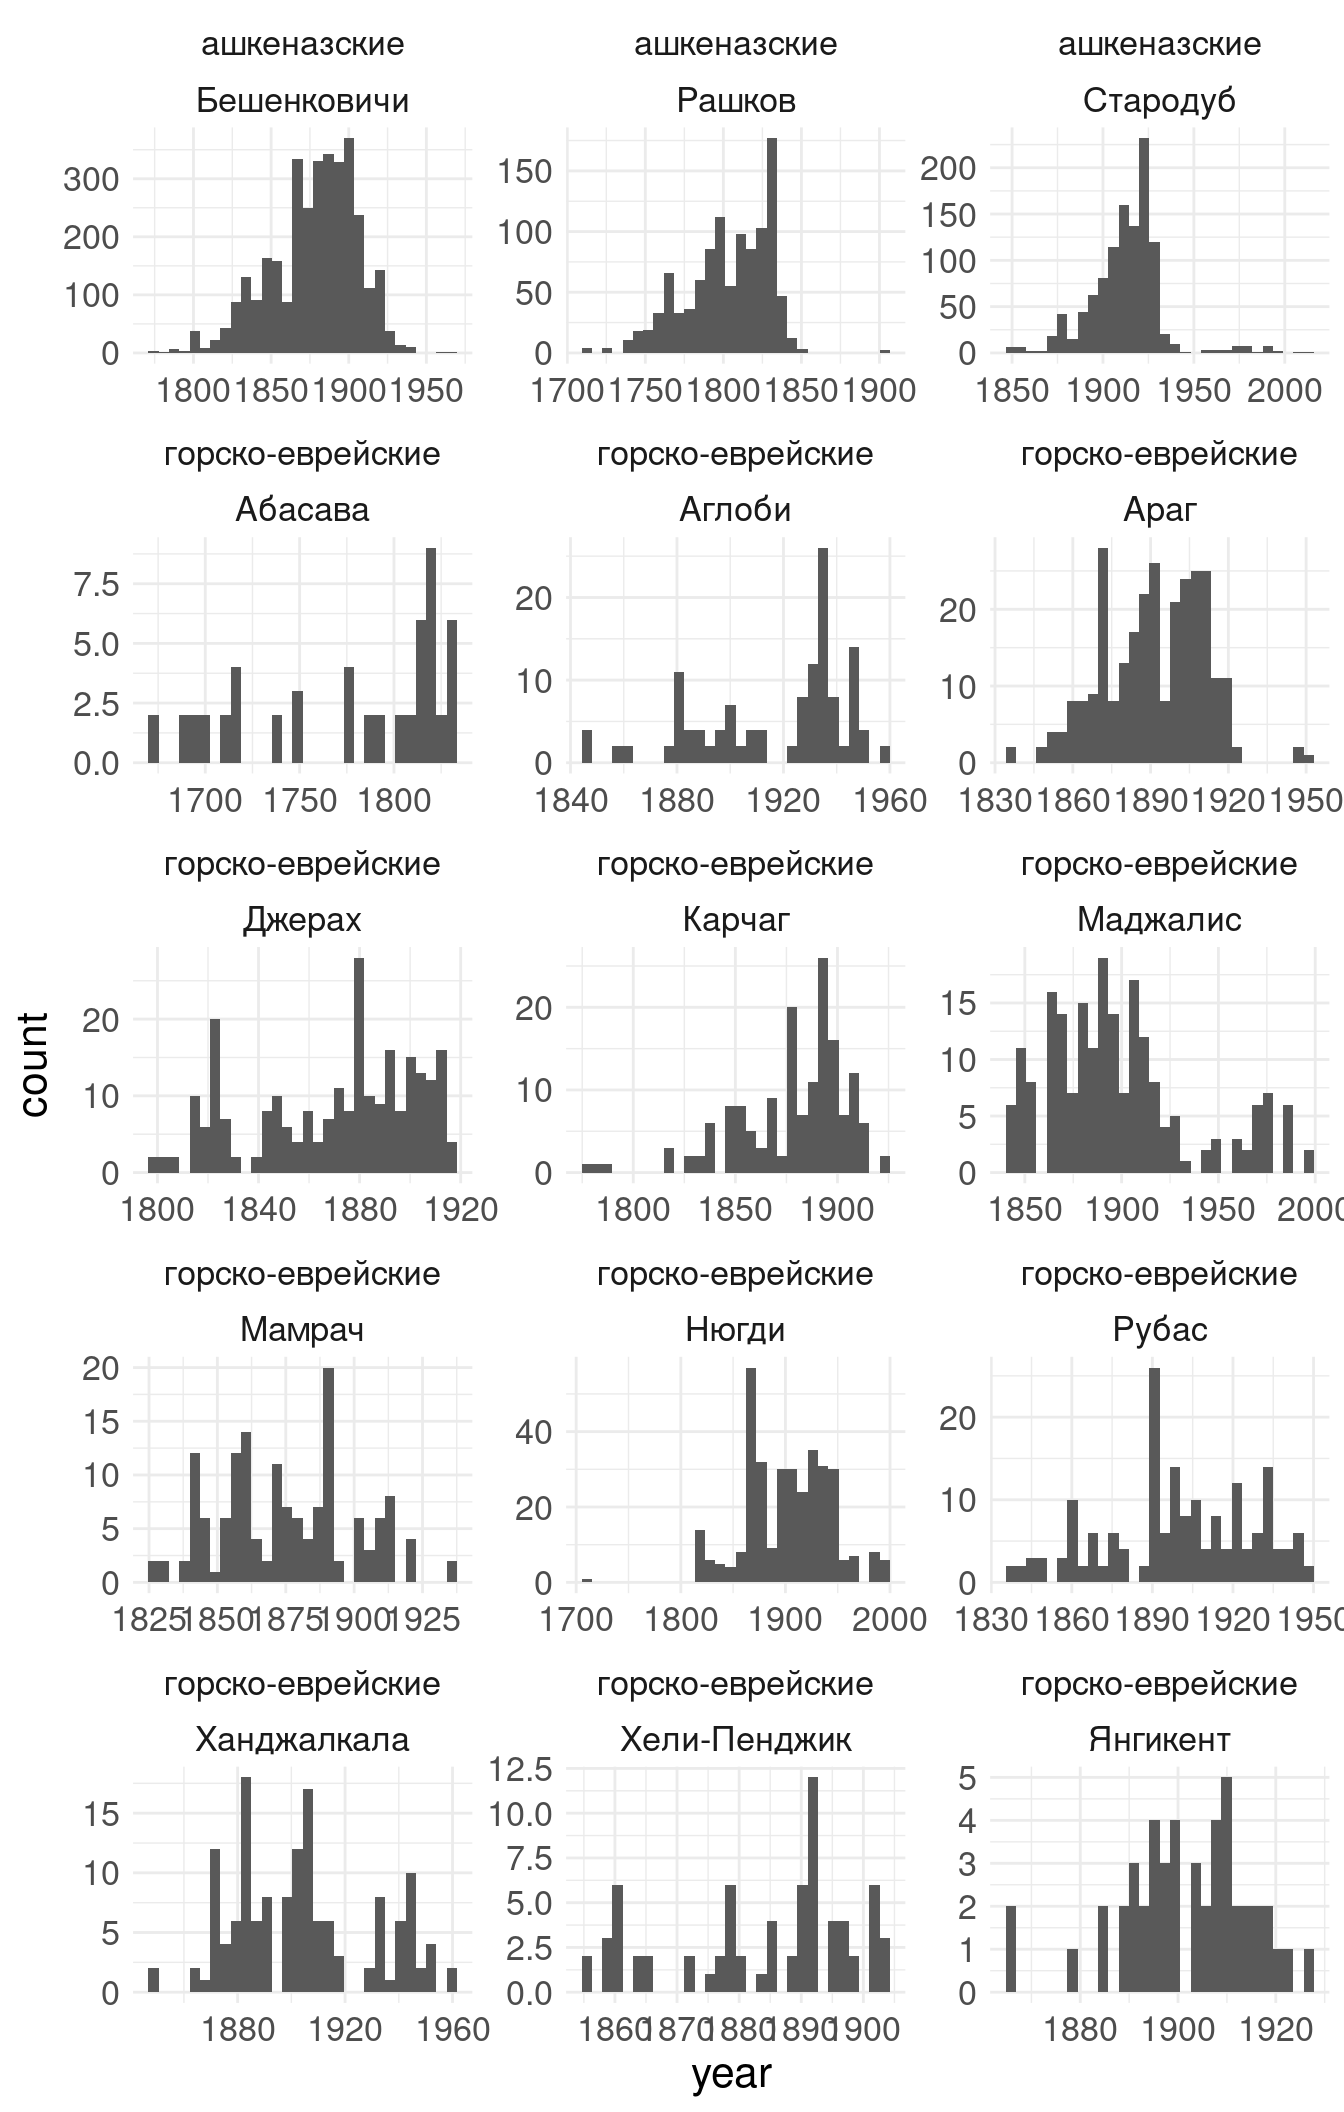 ашкеназские ашкеназские ашкеназские
Бешенковичи Рашков Стародуб
300
200
100
0
150
100
50
0
200
150
100
50
0
1800 1850 1900 1950
1700 1750 1800 1850 1900
1850 1900 1950 2000
горско-еврейские горско-еврейские горско-еврейские
Абасава Аглоби Араг
7.5
5.0
2.5
0.0
20
10
0
20
10
0
1700 1750 1800
1840 1880 1920 1960
1830 1860 1890 1920 1950
горско-еврейские горско-еврейские горско-еврейские
Джерах Карчаг Маджалис
count
20
10
0
20
10
0
15
10
5
0
1800 1840 1880 1920
1800 1850 1900
1850 1900 1950 2000
горско-еврейские горско-еврейские горско-еврейские
Мамрач Нюгди Рубас
20
15
10
5
0
40
20
0
20
10
0
1825 1850 1875 1900 1925
1700 1800 1900 2000
1830 1860 1890 1920 1950
горско-еврейские горско-еврейские горско-еврейские
Ханджалкала Хели-Пенджик Янгикент
15
10
5
0
12.5
10.0
7.5
5.0
2.5
0.0
5
4
3
2
1
0
1880 1920 1960
1860 1870 1880 1890 1900
1880 1900 1920
year